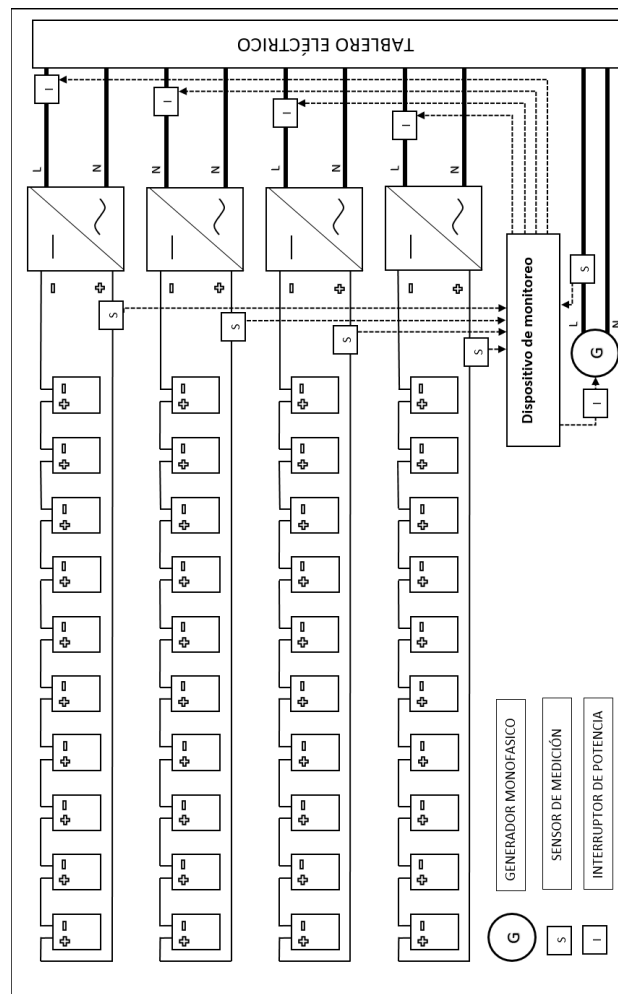 TABLERO ELÉCTRICO
I
I
I
I
L
N
N
N
L
N
L
N
S
S
S
S
Dispositivo de monitoreo
S
L
N
G
I
G
GENERADOR MONOFASICO
S
SENSOR DE MEDICIÓN
I
INTERRUPTOR DE POTENCIA